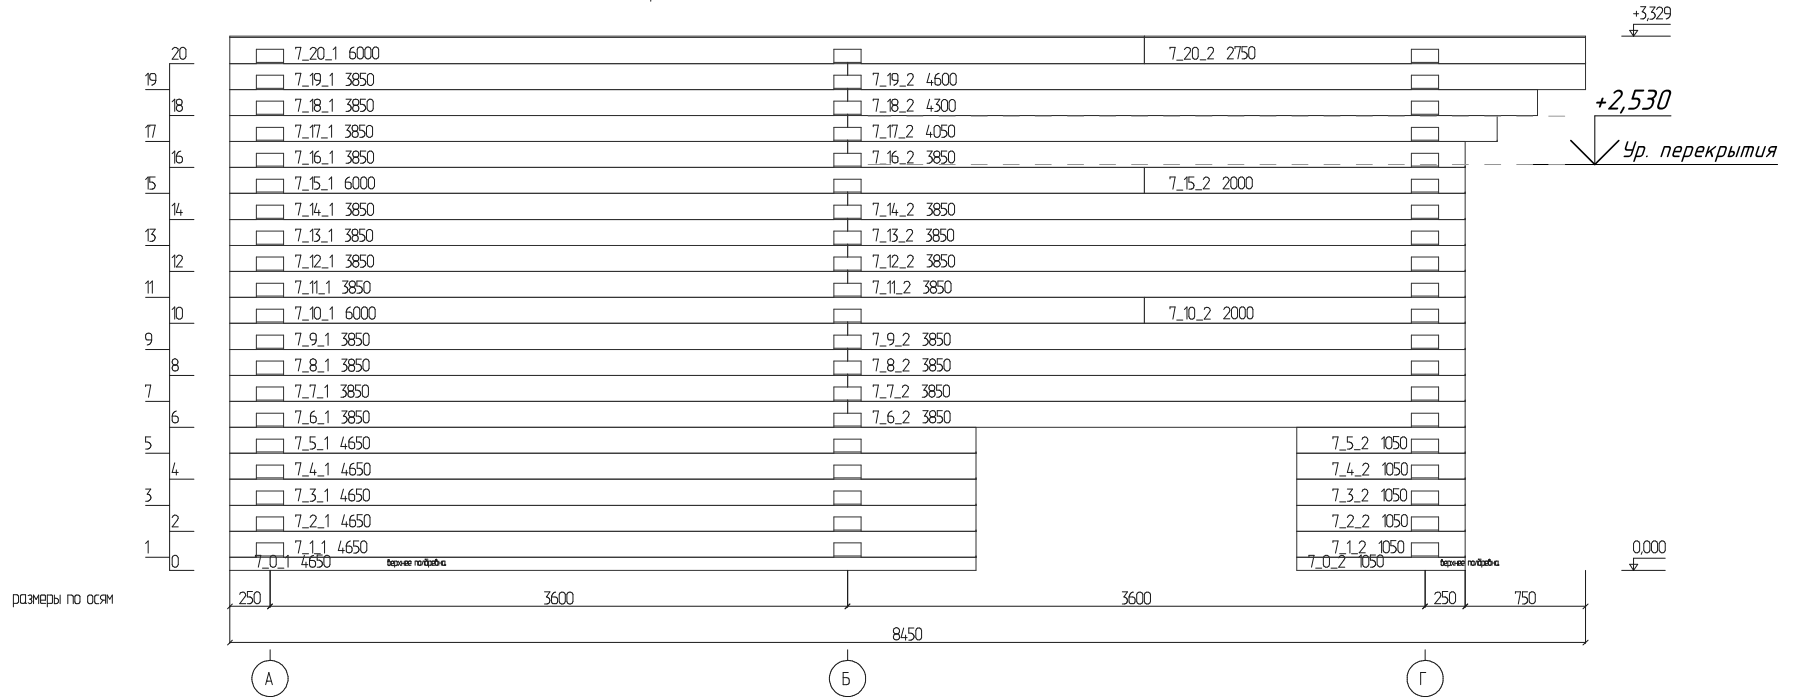 +3,329
20 7_20_1 6000 7_20_2 2750
19 7_19_1 3850 7_19_2 4600
18 7_18_1 3850 7_18_2 4300 +2,530
17 7_17_1 3850 7_17_2 4050
16 7_16_1 3850 7_16_2 3850 Ур. перекрытия
15 7_15_1 6000 7_15_2 2000
14 7_14_1 3850 7_14_2 3850
13 7_13_1 3850 7_13_2 3850
12 7_12_1 3850 7_12_2 3850
11 7_11_1 3850 7_11_2 3850
10 7_10_1 6000 7_10_2 2000
9 7_9_1 3850 7_9_2 3850
8 7_8_1 3850 7_8_2 3850
7 7_7_1 3850 7_7_2 3850
6 7_6_1 3850 7_6_2 3850
5 7_5_1 4650 7_5_2 1050
4 7_4_1 4650 7_4_2 1050
3 7_3_1 4650 7_3_2 1050
2 7_2_1 4650 7_2_2 1050
1 7_1_1 4650 7_1_2 1050 0,000
0 7_0_1 4650 верхнее полбревна 7_0_2 1050 верхнее полбревна
размеры по осям 250 3600 3600 250 750
8450
А Б Г